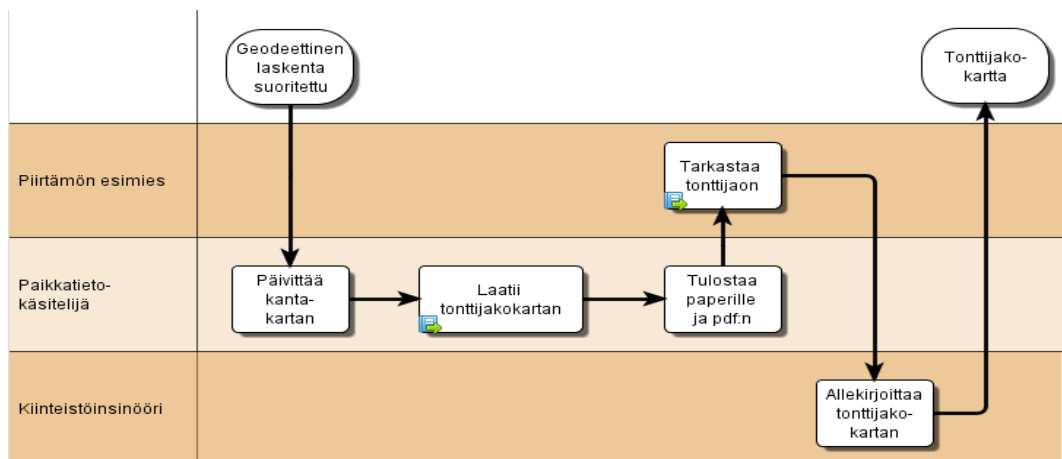 Geodeettinen
laskenta
suoritettu
Tonttijako-
kartta
Piirtämön esimies
Tarkastaa
tonttijaon
Paikkatieto-
käsitelijä
Päivittää
kanta-
kartan
Laatii
tonttijakokartan
Tulostaa
paperille
ja pdf:n
Kiinteistöinsinööri
Allekirjoittaa
tonttijako-
kartan